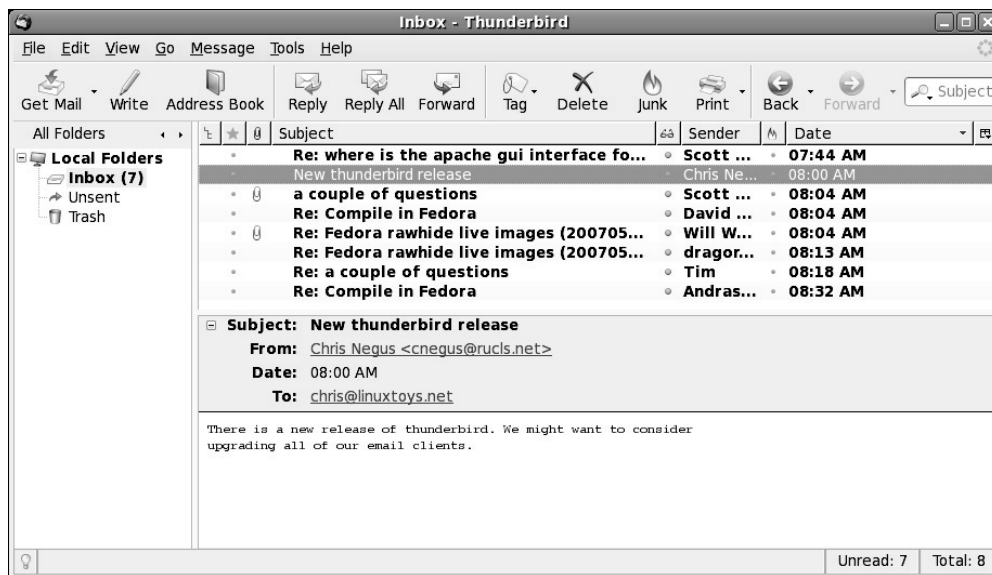 Inbox - Thunderbird
File Edit View Go Message Tools Help
Get Mail Write Address Book Reply Reply All Forward Tag Delete Junk Print Back Forward Subject
All Folders Subject Sender Date
Local Folders
Inbox (7)
Unsent
Trash
Re: where is the apache gui interface fo... Scott ... 07:44 AM
New thunderbird release Chris Ne... 08:00 AM
a couple of questions Scott ... 08:04 AM
Re: Compile in Fedora David ... 08:04 AM
Re: Fedora rawhide live images (200705... Will W... 08:04 AM
Re: Fedora rawhide live images (200705... dragor... 08:13 AM
Re: a couple of questions Tim 08:18 AM
Re: Compile in Fedora Andras... 08:32 AM
Subject: New thunderbird release
From: Chris Negus <cnegus@rucls.net>
Date: 08:00 AM
To: chris@linuxtoys.net
There is a new release of thunderbird. We might want to consider
upgrading all of our email clients.
Unread: 7 Total: 8